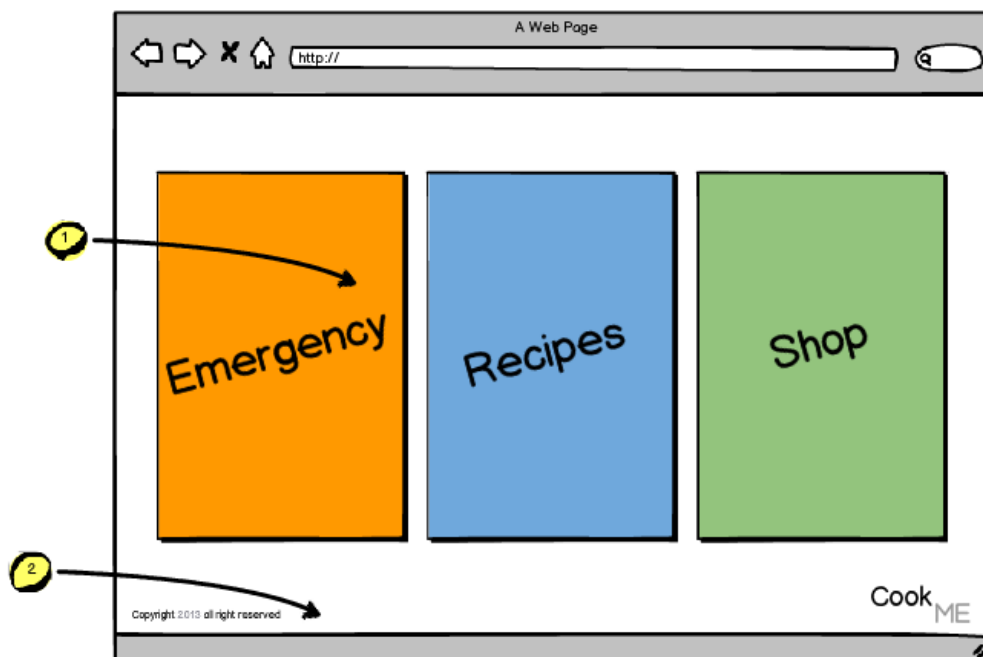 A Web Page
http://
1
Emergency
Recipes
Shop
2
Copyright 2013 all right reserved
Cook
ME